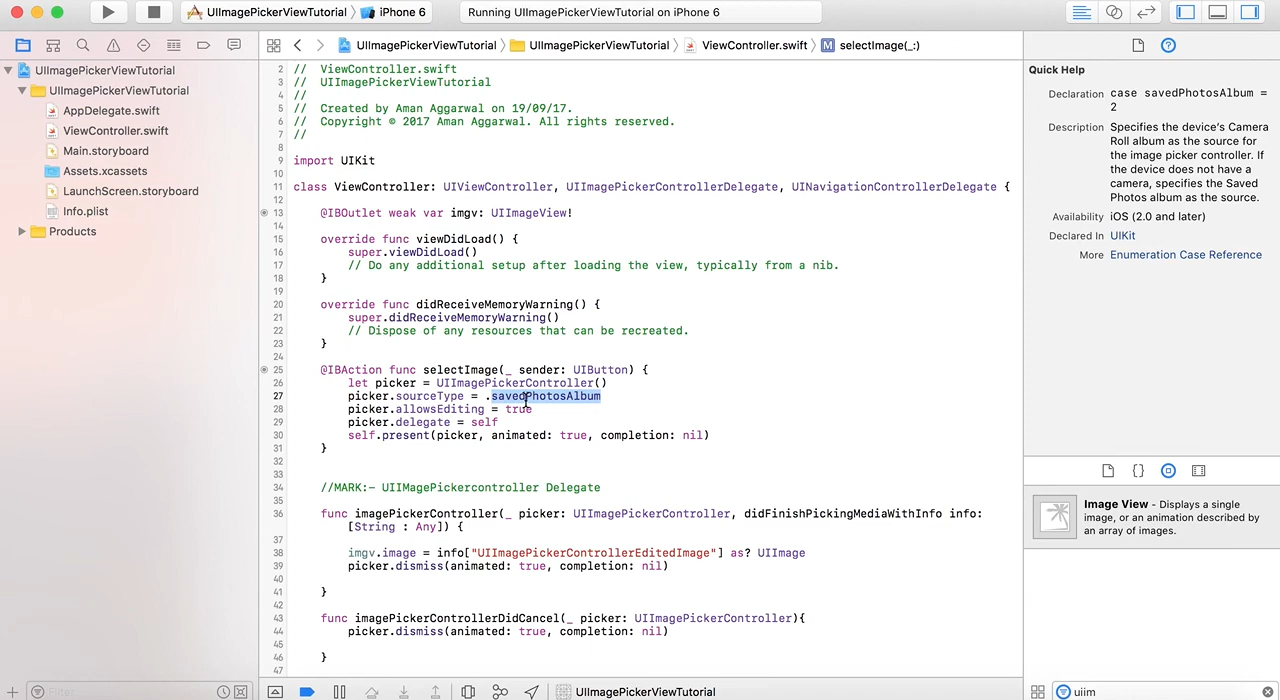 UIImagePickerViewTutorial
iPhone 6
Running UIImagePickerViewTutorial on iPhone 6
UIImagePickerViewTutorial
UIImagePickerViewTutorial
ViewController.swift
M
selectImage(_:)
UIImagePickerViewTutorial
UIImagePickerViewTutorial
AppDelegate.swift
ViewController.swift
Main.storyboard
Assets.xcassets
LaunchScreen.storyboard
Info.plist
Products
2 // ViewController.swift
3 // UIImagePickerViewTutorial
4 //
5 // Created by Aman Aggarwal on 19/09/17.
6 // Copyright © 2017 Aman Aggarwal. All rights reserved.
7 //
8
9 import UIKit
10
11 class ViewController: UIViewController, UIImagePickerControllerDelegate, UINavigationControllerDelegate {
12
13 @IBOutlet weak var imgv: UIImageView!
14
15 override func viewDidLoad() {
16 super.viewDidLoad()
17 // Do any additional setup after loading the view, typically from a nib.
18 }
19
20 override func didReceiveMemoryWarning() {
21 super.didReceiveMemoryWarning()
22 // Dispose of any resources that can be recreated.
23 }
24
25 @IBAction func selectImage(_ sender: UIButton) {
26 let picker = UIImagePickerController()
27 picker.sourceType = .savedPhotosAlbum
28 picker.allowsEditing = true
29 picker.delegate = self
30 self.present(picker, animated: true, completion: nil)
31 }
32
33
34 //MARK:- UIIMagePickercontroller Delegate
35
36 func imagePickerController(_ picker: UIImagePickerController, didFinishPickingMediaWithInfo info:
[String : Any]) {
37
38 imgv.image = info["UIImagePickerControllerEditedImage"] as? UIImage
39 picker.dismiss(animated: true, completion: nil)
40
41 }
42
43 func imagePickerControllerDidCancel(_ picker: UIImagePickerController){
44 picker.dismiss(animated: true, completion: nil)
45
46 }
47
Quick Help
Declaration case savedPhotosAlbum =
2
Description Specifies the device's Camera
Roll album as the source for
the image picker controller. If
the device does not have a
camera, specifies the Saved
Photos album as the source.
Availability iOS (2.0 and later)
Declared In UIKit
More Enumeration Case Reference
{}
Image View - Displays a single
image, or an animation described by
an array of images.
Filter
UIImagePickerViewTutorial
uiim